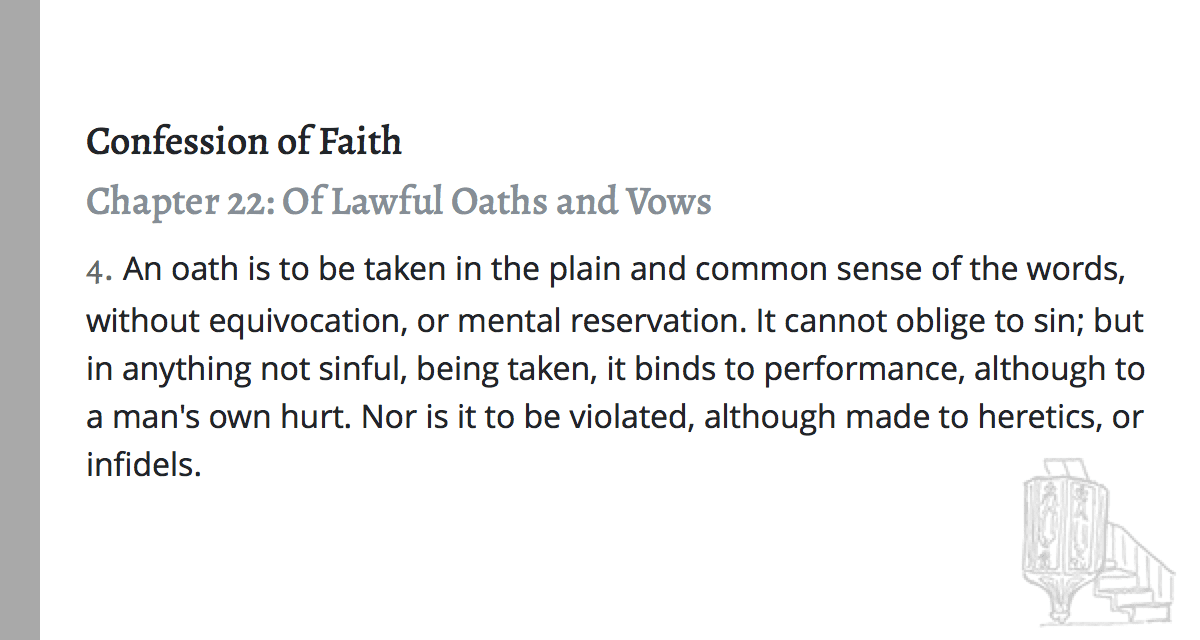 Confession of Faith
Chapter 22: Of Lawful Oaths and Vows
4. An oath is to be taken in the plain and common sense of the words,
without equivocation, or mental reservation. It cannot oblige to sin; but
in anything not sinful, being taken, it binds to performance, although to
a man's own hurt. Nor is it to be violated, although made to heretics, or
infidels.